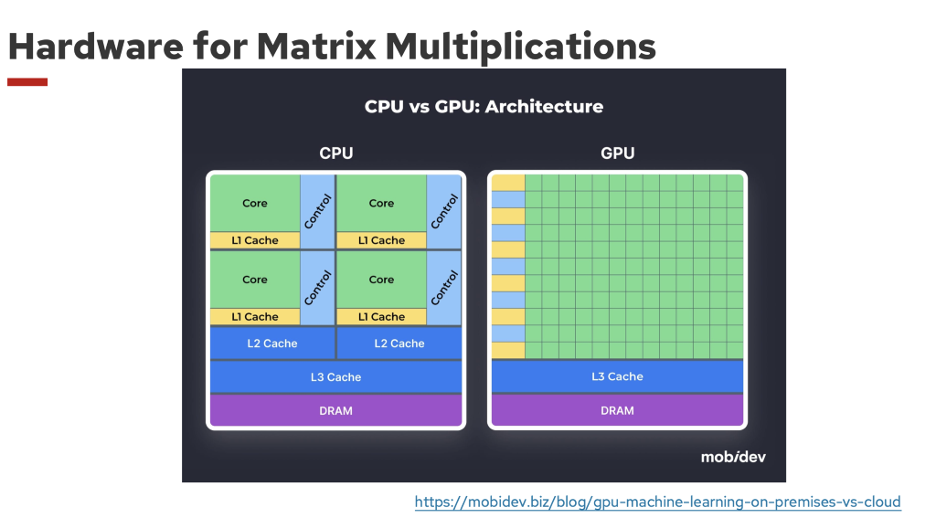 Hardware for Matrix Multiplications
CPU vs GPU: Architecture
CPU
GPU
Core
Control
Core
Control
L1 Cache
L1 Cache
Core
Control
Core
Control
L1 Cache
L1 Cache
L2 Cache
L2 Cache
L3 Cache
DRAM
L3 Cache
DRAM
mobidev
https://mobidev.biz/blog/gpu-machine-learning-on-premises-vs-cloud